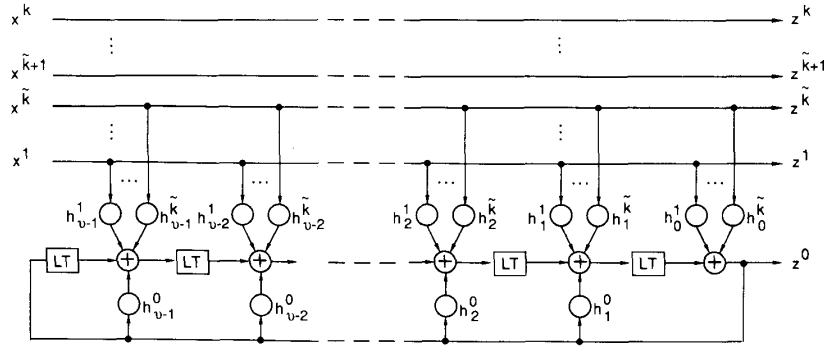 x^k z^k
x^{k̃+1} z^{k̃+1}
x^{k̃} z^{k̃}
x^1 z^1
h^1_{υ-1} h^{k̃}_{υ-1} h^1_{υ-2} h^{k̃}_{υ-2} h^1_2 h^{k̃}_2 h^1_1 h^{k̃}_1 h^1_0 h^{k̃}_0
LT + LT + + LT + LT + z^0
h^0_{υ-1} h^0_{υ-2} h^0_2 h^0_1